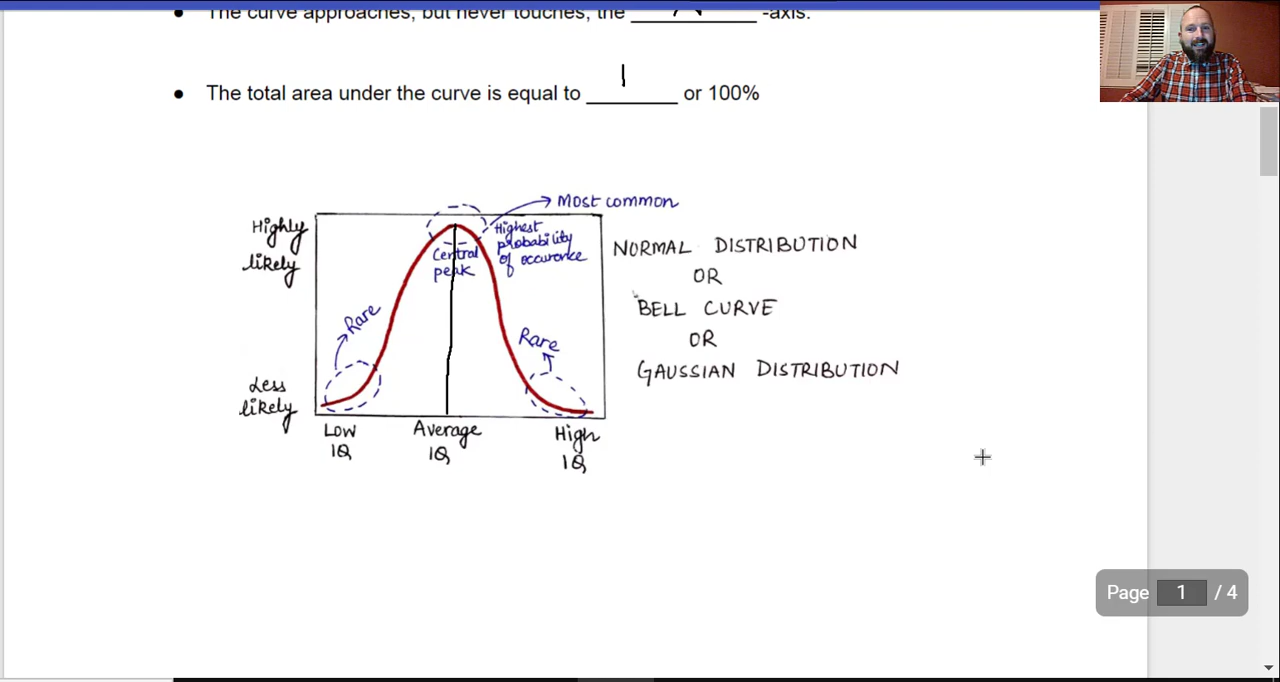 The curve approaches, but never touches, the ________ -axis.
The total area under the curve is equal to 1 or 100%
Most common
Highly
likely
Highest
probability
of occurence
Central
peak
Rare
Rare
Less
likely
Low
IQ
Average
IQ
High
IQ
NORMAL DISTRIBUTION
OR
BELL CURVE
OR
GAUSSIAN DISTRIBUTION
Page 1 / 4